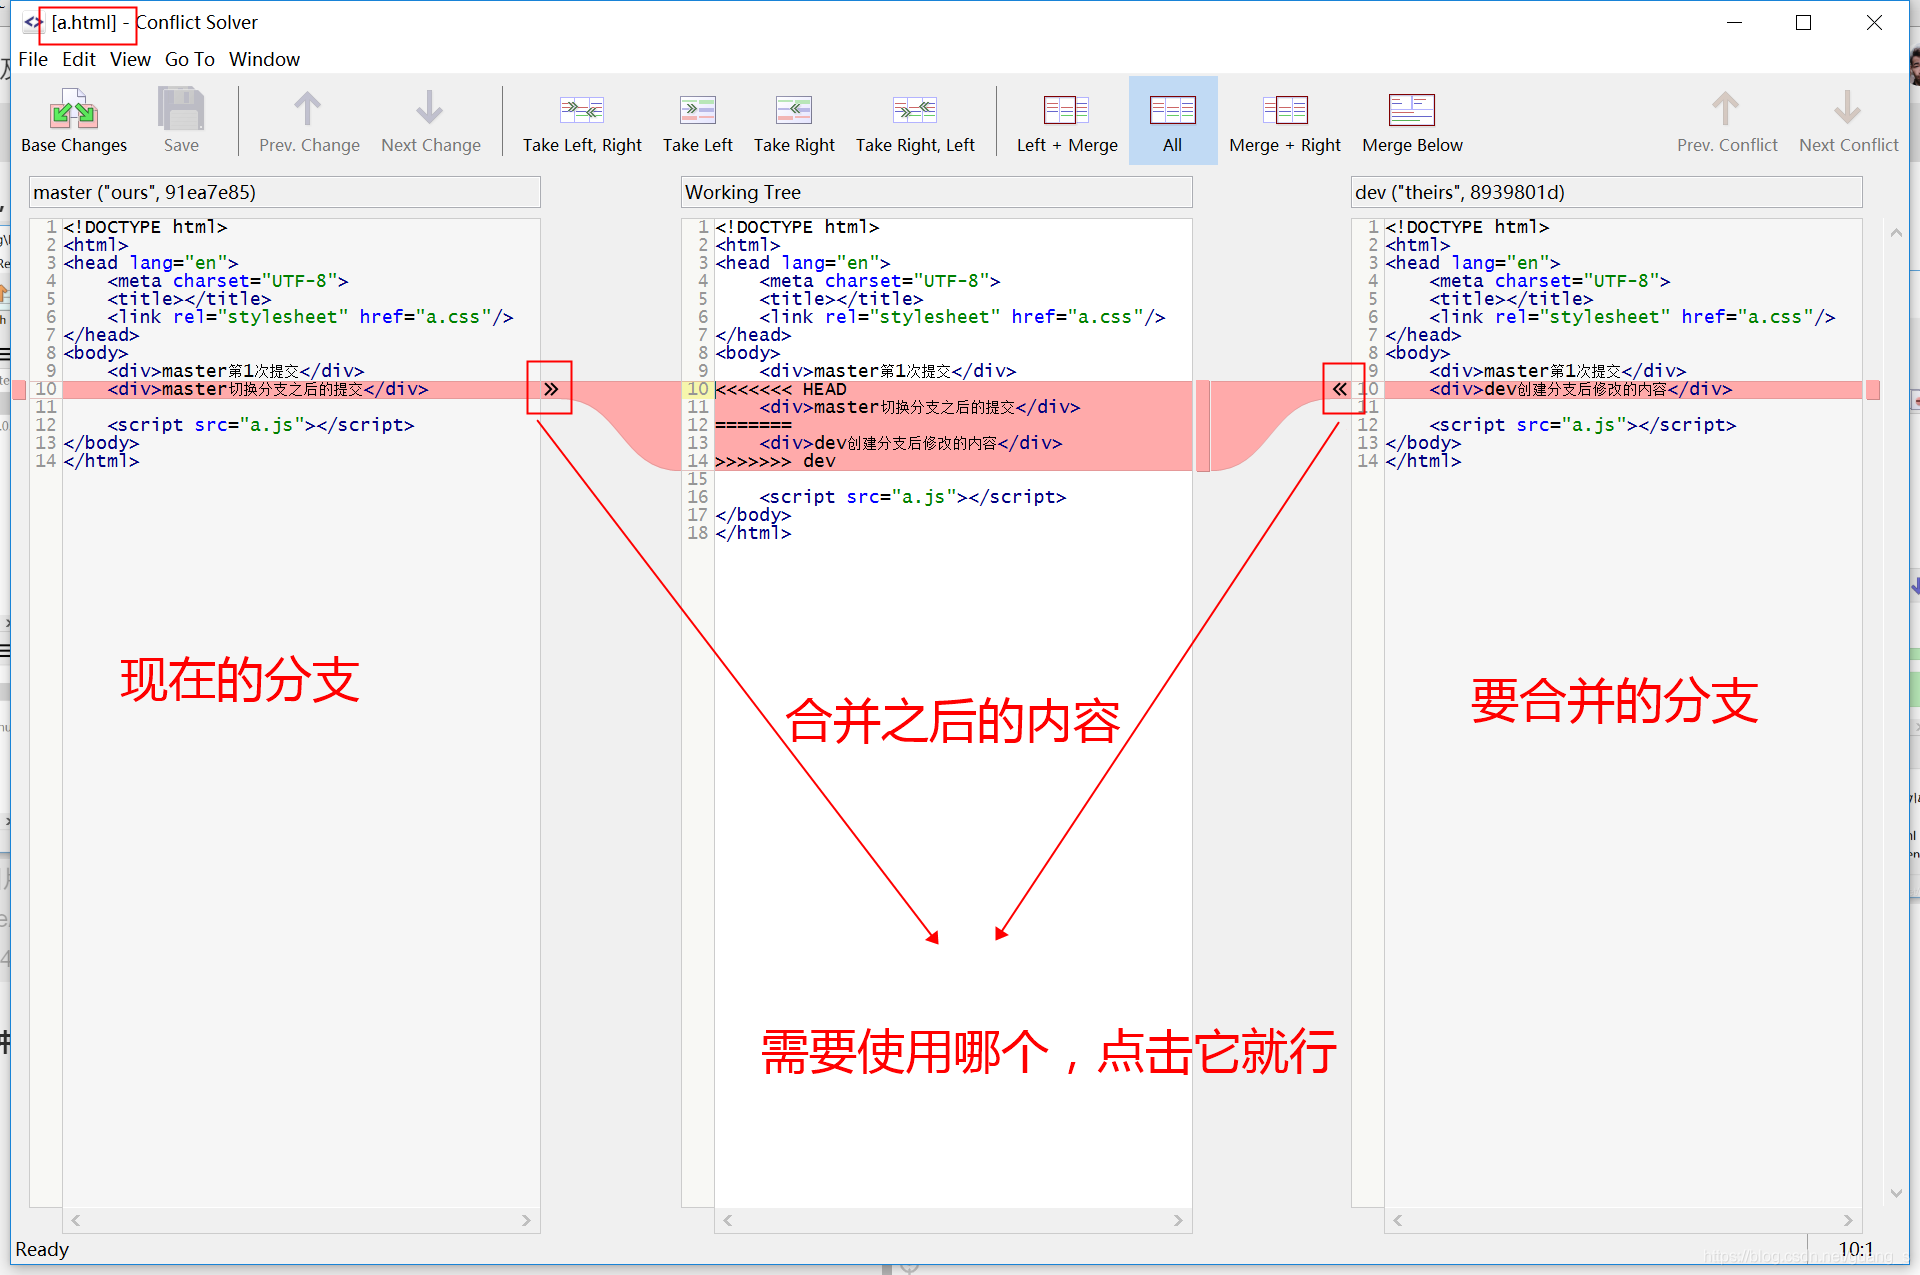 [a.html] - Conflict Solver
File Edit View Go To Window
Base Changes Save Prev. Change Next Change Take Left, Right Take Left Take Right Take Right, Left Left + Merge All Merge + Right Merge Below Prev. Conflict Next Conflict
master ("ours", 91ea7e85)
1 <!DOCTYPE html>
2 <html>
3 <head lang="en">
4     <meta charset="UTF-8">
5     <title></title>
6     <link rel="stylesheet" href="a.css"/>
7 </head>
8 <body>
9     <div>master第1次提交</div>
10     <div>master切换分支之后的提交</div>
11
12     <script src="a.js"></script>
13 </body>
14 </html>
现在的分支
Working Tree
1 <!DOCTYPE html>
2 <html>
3 <head lang="en">
4     <meta charset="UTF-8">
5     <title></title>
6     <link rel="stylesheet" href="a.css"/>
7 </head>
8 <body>
9     <div>master第1次提交</div>
10 <<<<<<< HEAD
11     <div>master切换分支之后的提交</div>
12 =======
13     <div>dev创建分支后修改的内容</div>
14 >>>>>>> dev
15
16     <script src="a.js"></script>
17 </body>
18 </html>
合并之后的内容
需要使用哪个，点击它就行
dev ("theirs", 8939801d)
1 <!DOCTYPE html>
2 <html>
3 <head lang="en">
4     <meta charset="UTF-8">
5     <title></title>
6     <link rel="stylesheet" href="a.css"/>
7 </head>
8 <body>
9     <div>master第1次提交</div>
10     <div>dev创建分支后修改的内容</div>
11
12     <script src="a.js"></script>
13 </body>
14 </html>
要合并的分支
Ready
10:1